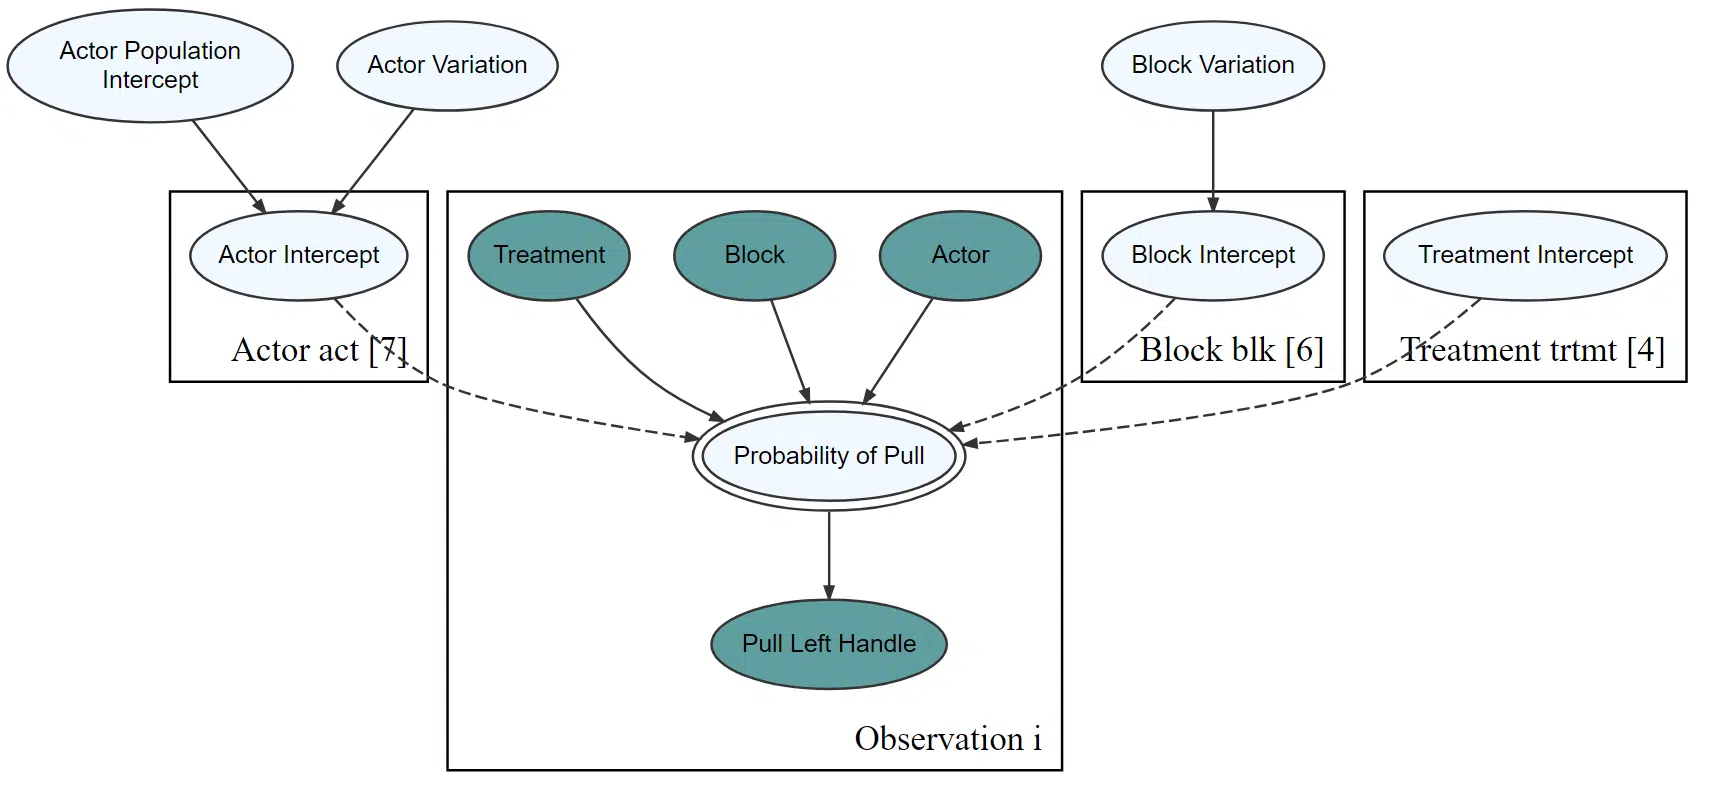 Actor Population
Intercept
Actor Variation
Block Variation
Actor Intercept
Treatment
Block
Actor
Block Intercept
Treatment Intercept
Actor act [7]
Block blk [6]
Treatment trtmt [4]
Probability of Pull
Pull Left Handle
Observation i